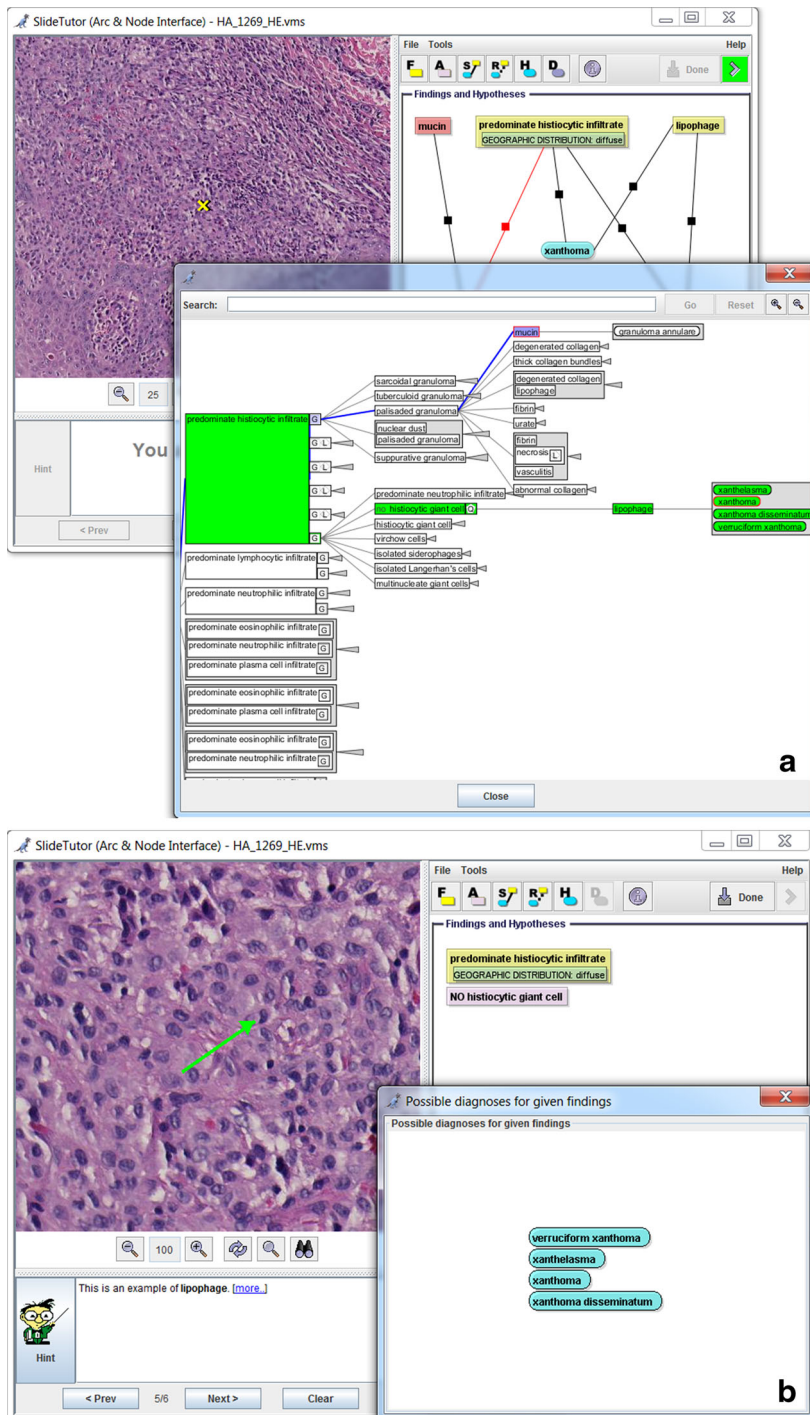 SlideTutor (Arc & Node Interface) - HA_1269_HE.vms
File Tools Help
F A S R H D Done
Findings and Hypotheses
mucin
predominate histiocytic infiltrate
GEOGRAPHIC DISTRIBUTION: diffuse
lipophage
xanthoma
25
Hint
You
< Prev
Search:
Go
Reset
predominate histiocytic infiltrate
G
G L
G
G L
G
sarcoidal granuloma
tuberculoid granuloma
palisaded granuloma
nuclear dust
palisaded granuloma
suppurative granuloma
mucin
granuloma annulare
degenerated collagen
thick collagen bundles
degenerated collagen
lipophage
fibrin
urate
fibrin
necrosis L
vasculitis
abnormal collagen
predominate neutrophilic infiltrate
no histiocytic giant cell Q
histiocytic giant cell
virchow cells
isolated siderophages
isolated Langerhan's cells
multinucleate giant cells
lipophage
xanthelasma
xanthoma
xanthoma disseminatum
verruciform xanthoma
predominate lymphocytic infiltrate G
G
predominate neutrophilic infiltrate G
G
predominate eosinophilic infiltrate G
predominate neutrophilic infiltrate G
predominate plasma cell infiltrate G
predominate eosinophilic infiltrate G
predominate plasma cell infiltrate G
predominate eosinophilic infiltrate G
predominate neutrophilic infiltrate G
Close
a
SlideTutor (Arc & Node Interface) - HA_1269_HE.vms
File Tools Help
F A S R H D Done
Findings and Hypotheses
predominate histiocytic infiltrate
GEOGRAPHIC DISTRIBUTION: diffuse
NO histiocytic giant cell
100
Hint
This is an example of lipophage. [more..]
< Prev 5/6 Next > Clear
Possible diagnoses for given findings
Possible diagnoses for given findings
verruciform xanthoma
xanthelasma
xanthoma
xanthoma disseminatum
b